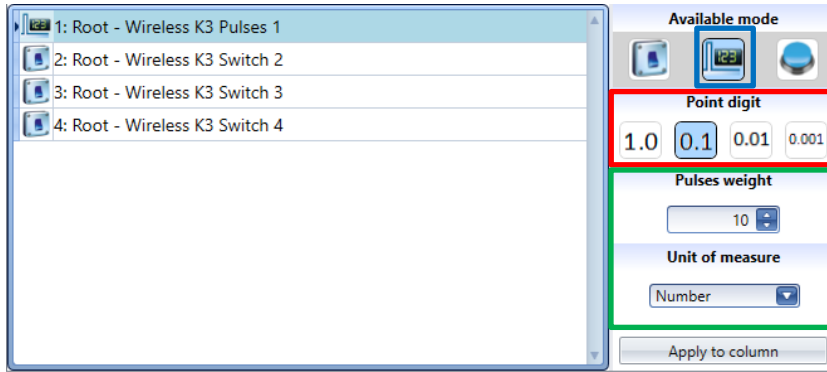 1: Root - Wireless K3 Pulses 1
2: Root - Wireless K3 Switch 2
3: Root - Wireless K3 Switch 3
4: Root - Wireless K3 Switch 4
Available mode
123
Point digit
1.0 0.1 0.01 0.001
Pulses weight
10
Unit of measure
Number
Apply to column